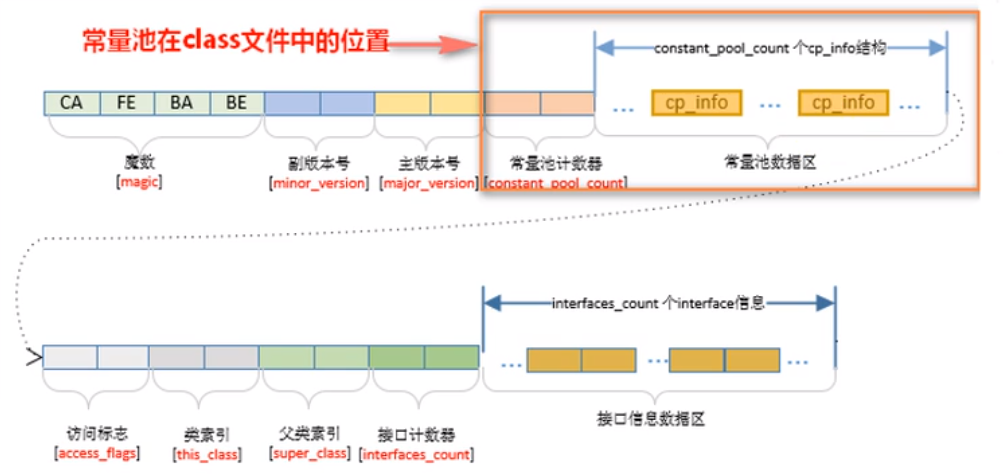 常量池在class文件中的位置
constant_pool_count 个cp_info结构
CA FE BA BE ... cp_info ... cp_info ...
魔数 副版本号 主版本号 常量池计数器 常量池数据区
[magic] [minor_version] [major_version] [constant_pool_count]
interfaces_count 个interface信息
... ... ...
访问标志 类索引 父类索引 接口计数器 接口信息数据区
[access_flags] [this_class] [super_class] [interfaces_count]